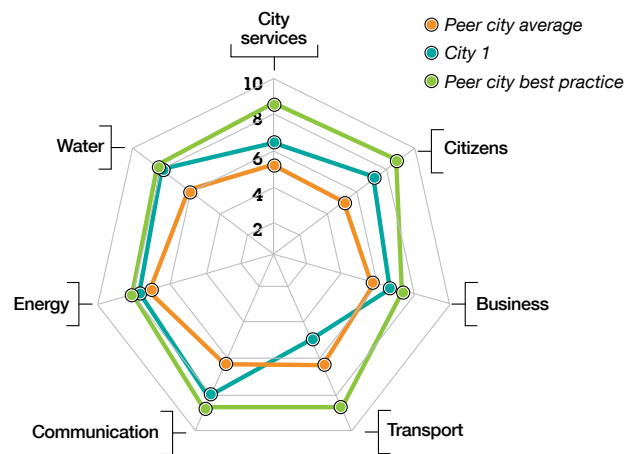 City
services
Peer city average
City 1
Peer city best practice
10
8
6
4
2
Water
Citizens
Energy
Business
Communication
Transport